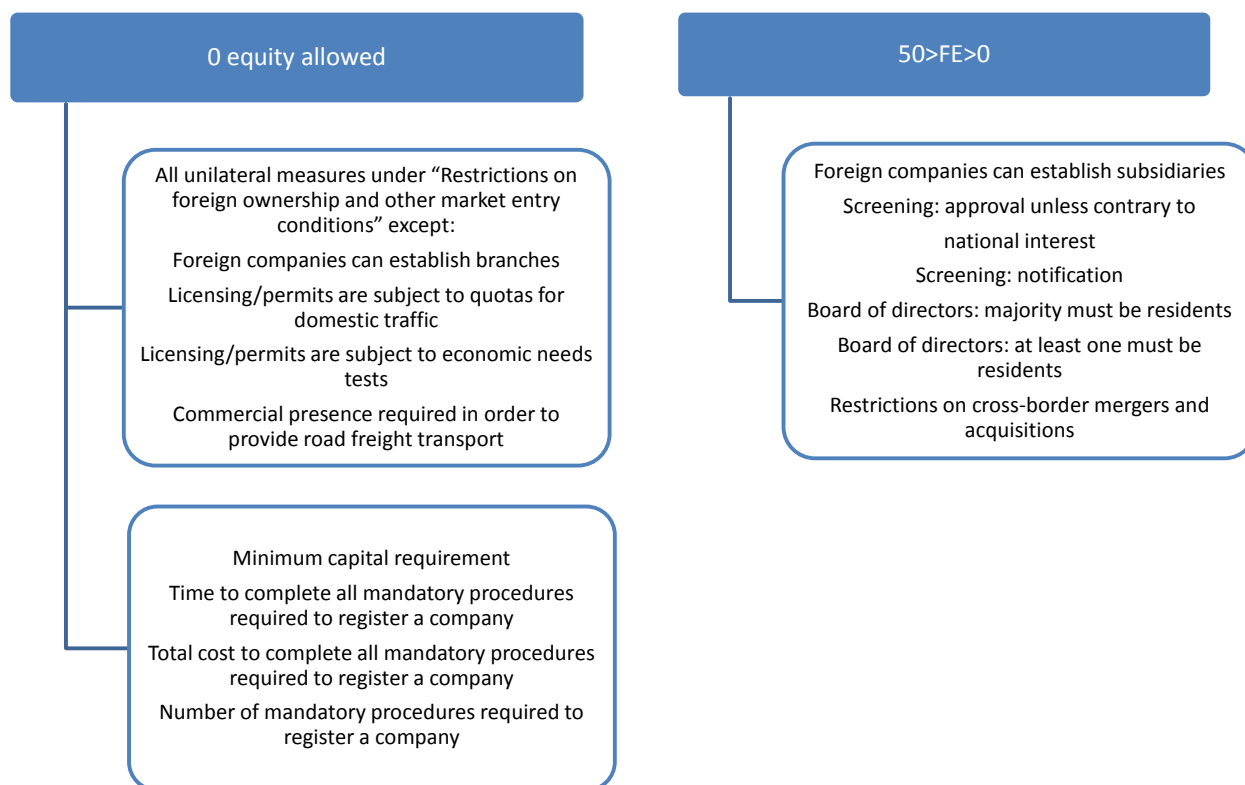 0 equity allowed
All unilateral measures under “Restrictions on
foreign ownership and other market entry
conditions” except:
Foreign companies can establish branches
Licensing/permits are subject to quotas for
domestic traffic
Licensing/permits are subject to economic needs
tests
Commercial presence required in order to
provide road freight transport
Minimum capital requirement
Time to complete all mandatory procedures
required to register a company
Total cost to complete all mandatory procedures
required to register a company
Number of mandatory procedures required to
register a company
50>FE>0
Foreign companies can establish subsidiaries
Screening: approval unless contrary to
national interest
Screening: notification
Board of directors: majority must be residents
Board of directors: at least one must be
residents
Restrictions on cross-border mergers and
acquisitions